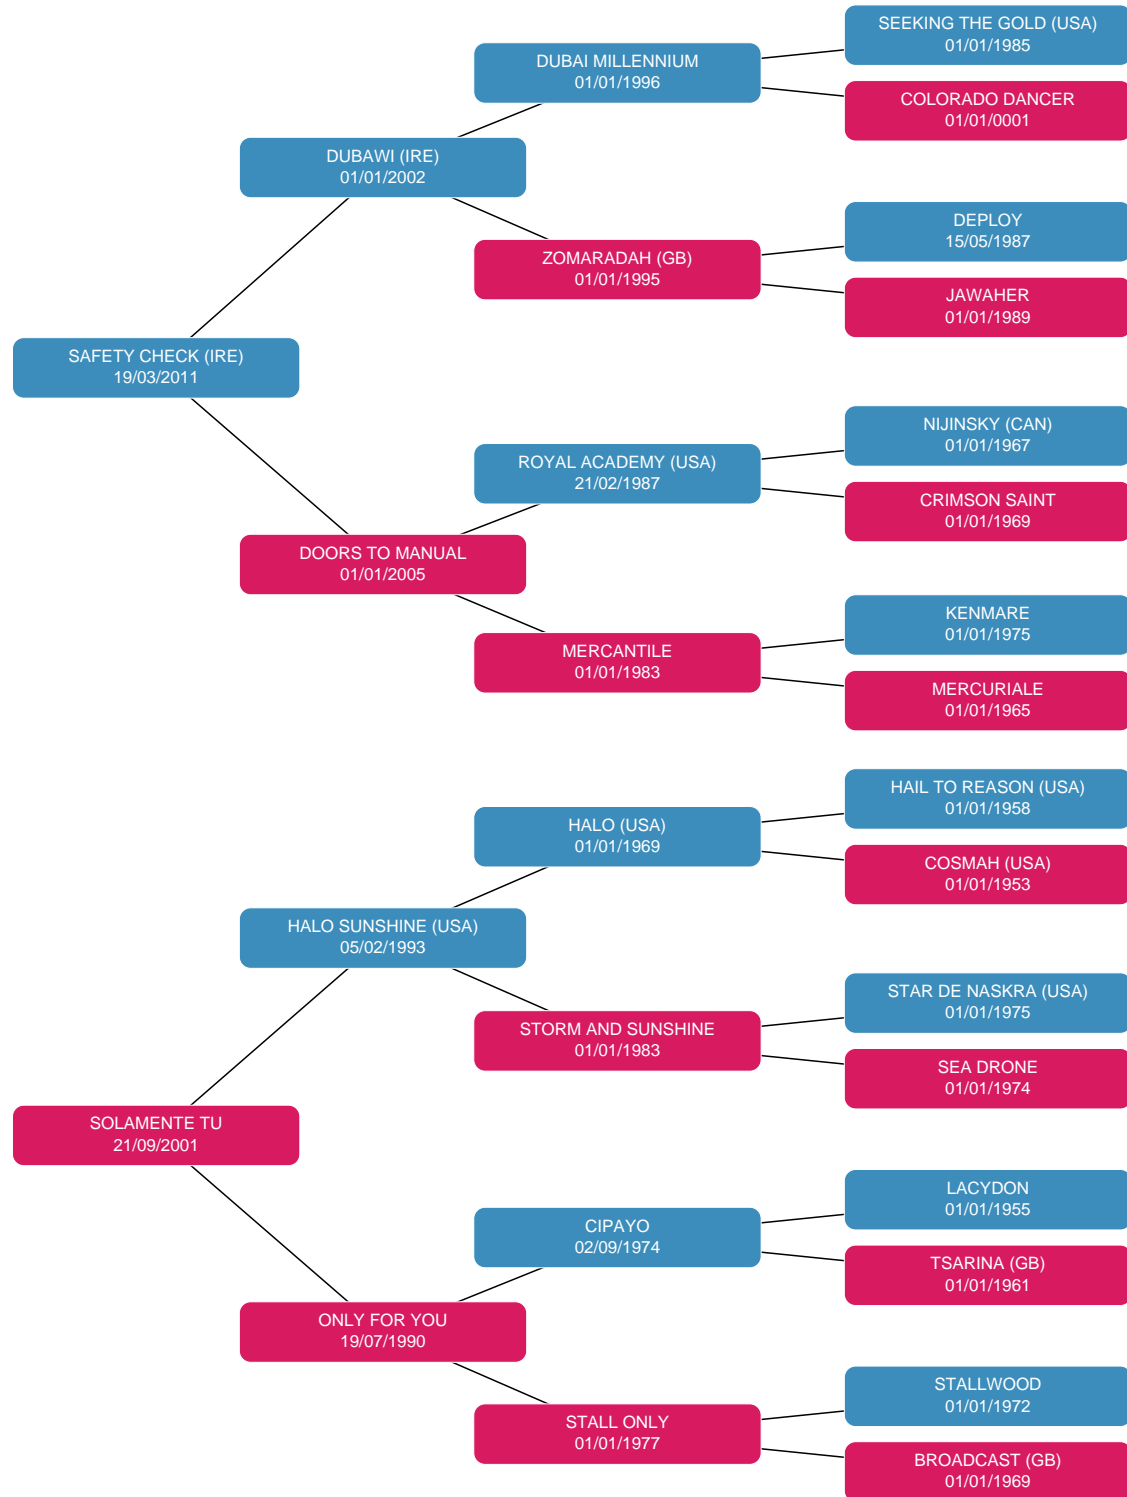 SEEKING THE GOLD (USA)
01/01/1985
DUBAI MILLENNIUM
01/01/1996
COLORADO DANCER
01/01/0001
DUBAWI (IRE)
01/01/2002
DEPLOY
15/05/1987
ZOMARADAH (GB)
01/01/1995
JAWAHER
01/01/1989
SAFETY CHECK (IRE)
19/03/2011
NIJINSKY (CAN)
01/01/1967
ROYAL ACADEMY (USA)
21/02/1987
CRIMSON SAINT
01/01/1969
DOORS TO MANUAL
01/01/2005
KENMARE
01/01/1975
MERCANTILE
01/01/1983
MERCURIALE
01/01/1965
HAIL TO REASON (USA)
01/01/1958
HALO (USA)
01/01/1969
COSMAH (USA)
01/01/1953
HALO SUNSHINE (USA)
05/02/1993
STAR DE NASKRA (USA)
01/01/1975
STORM AND SUNSHINE
01/01/1983
SEA DRONE
01/01/1974
SOLAMENTE TU
21/09/2001
LACYDON
01/01/1955
CIPAYO
02/09/1974
TSARINA (GB)
01/01/1961
ONLY FOR YOU
19/07/1990
STALLWOOD
01/01/1972
STALL ONLY
01/01/1977
BROADCAST (GB)
01/01/1969